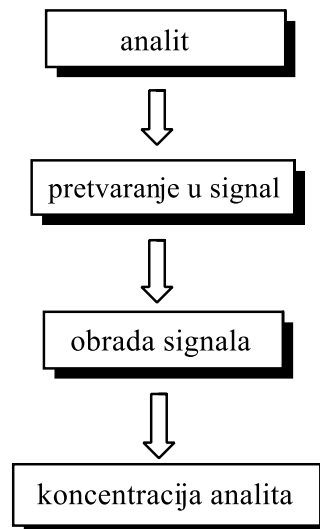 analit
pretvaranje u signal
obrada signala
koncentracija analita